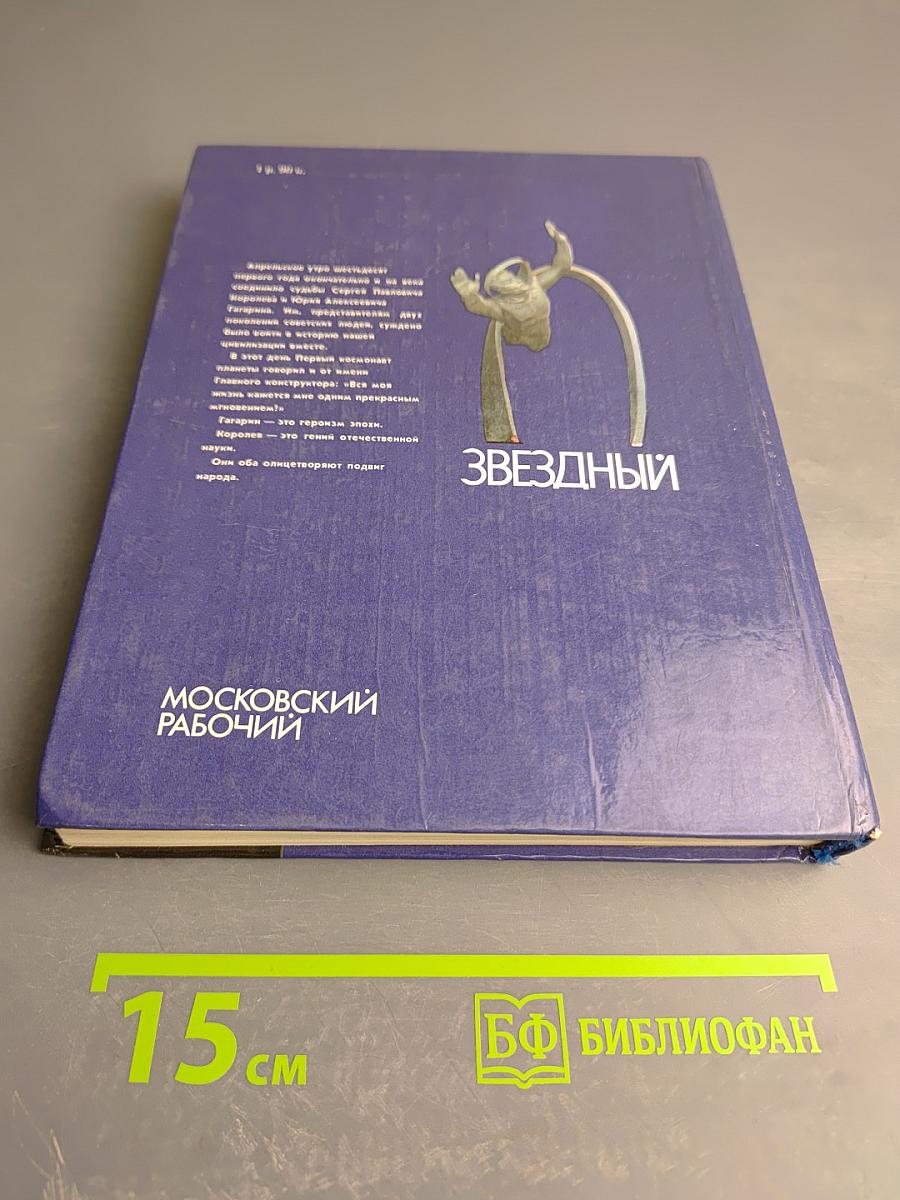 1 р. 90 к.
Апрельское утро шестьдесят
первого года окончательно и на века
соединило судьбы Сергея Павловича
Королева и Юрия Алексеевича
Гагарина. Им, представителям двух
поколений советских людей, суждено
было войти в историю нашей
цивилизации вместе.
В этот день Первый космонавт
планеты говорил и от имени
Главного конструктора: «Вся моя
жизнь кажется мне одним прекрасным
мгновением!»
Гагарин — это героизм эпохи.
Королев — это гений отечественной
науки.
Они оба олицетворяют подвиг
народа.
ЗВЕЗДНЫЙ
МОСКОВСКИЙ
РАБОЧИЙ
15 см
БФ БИБЛИОФАН